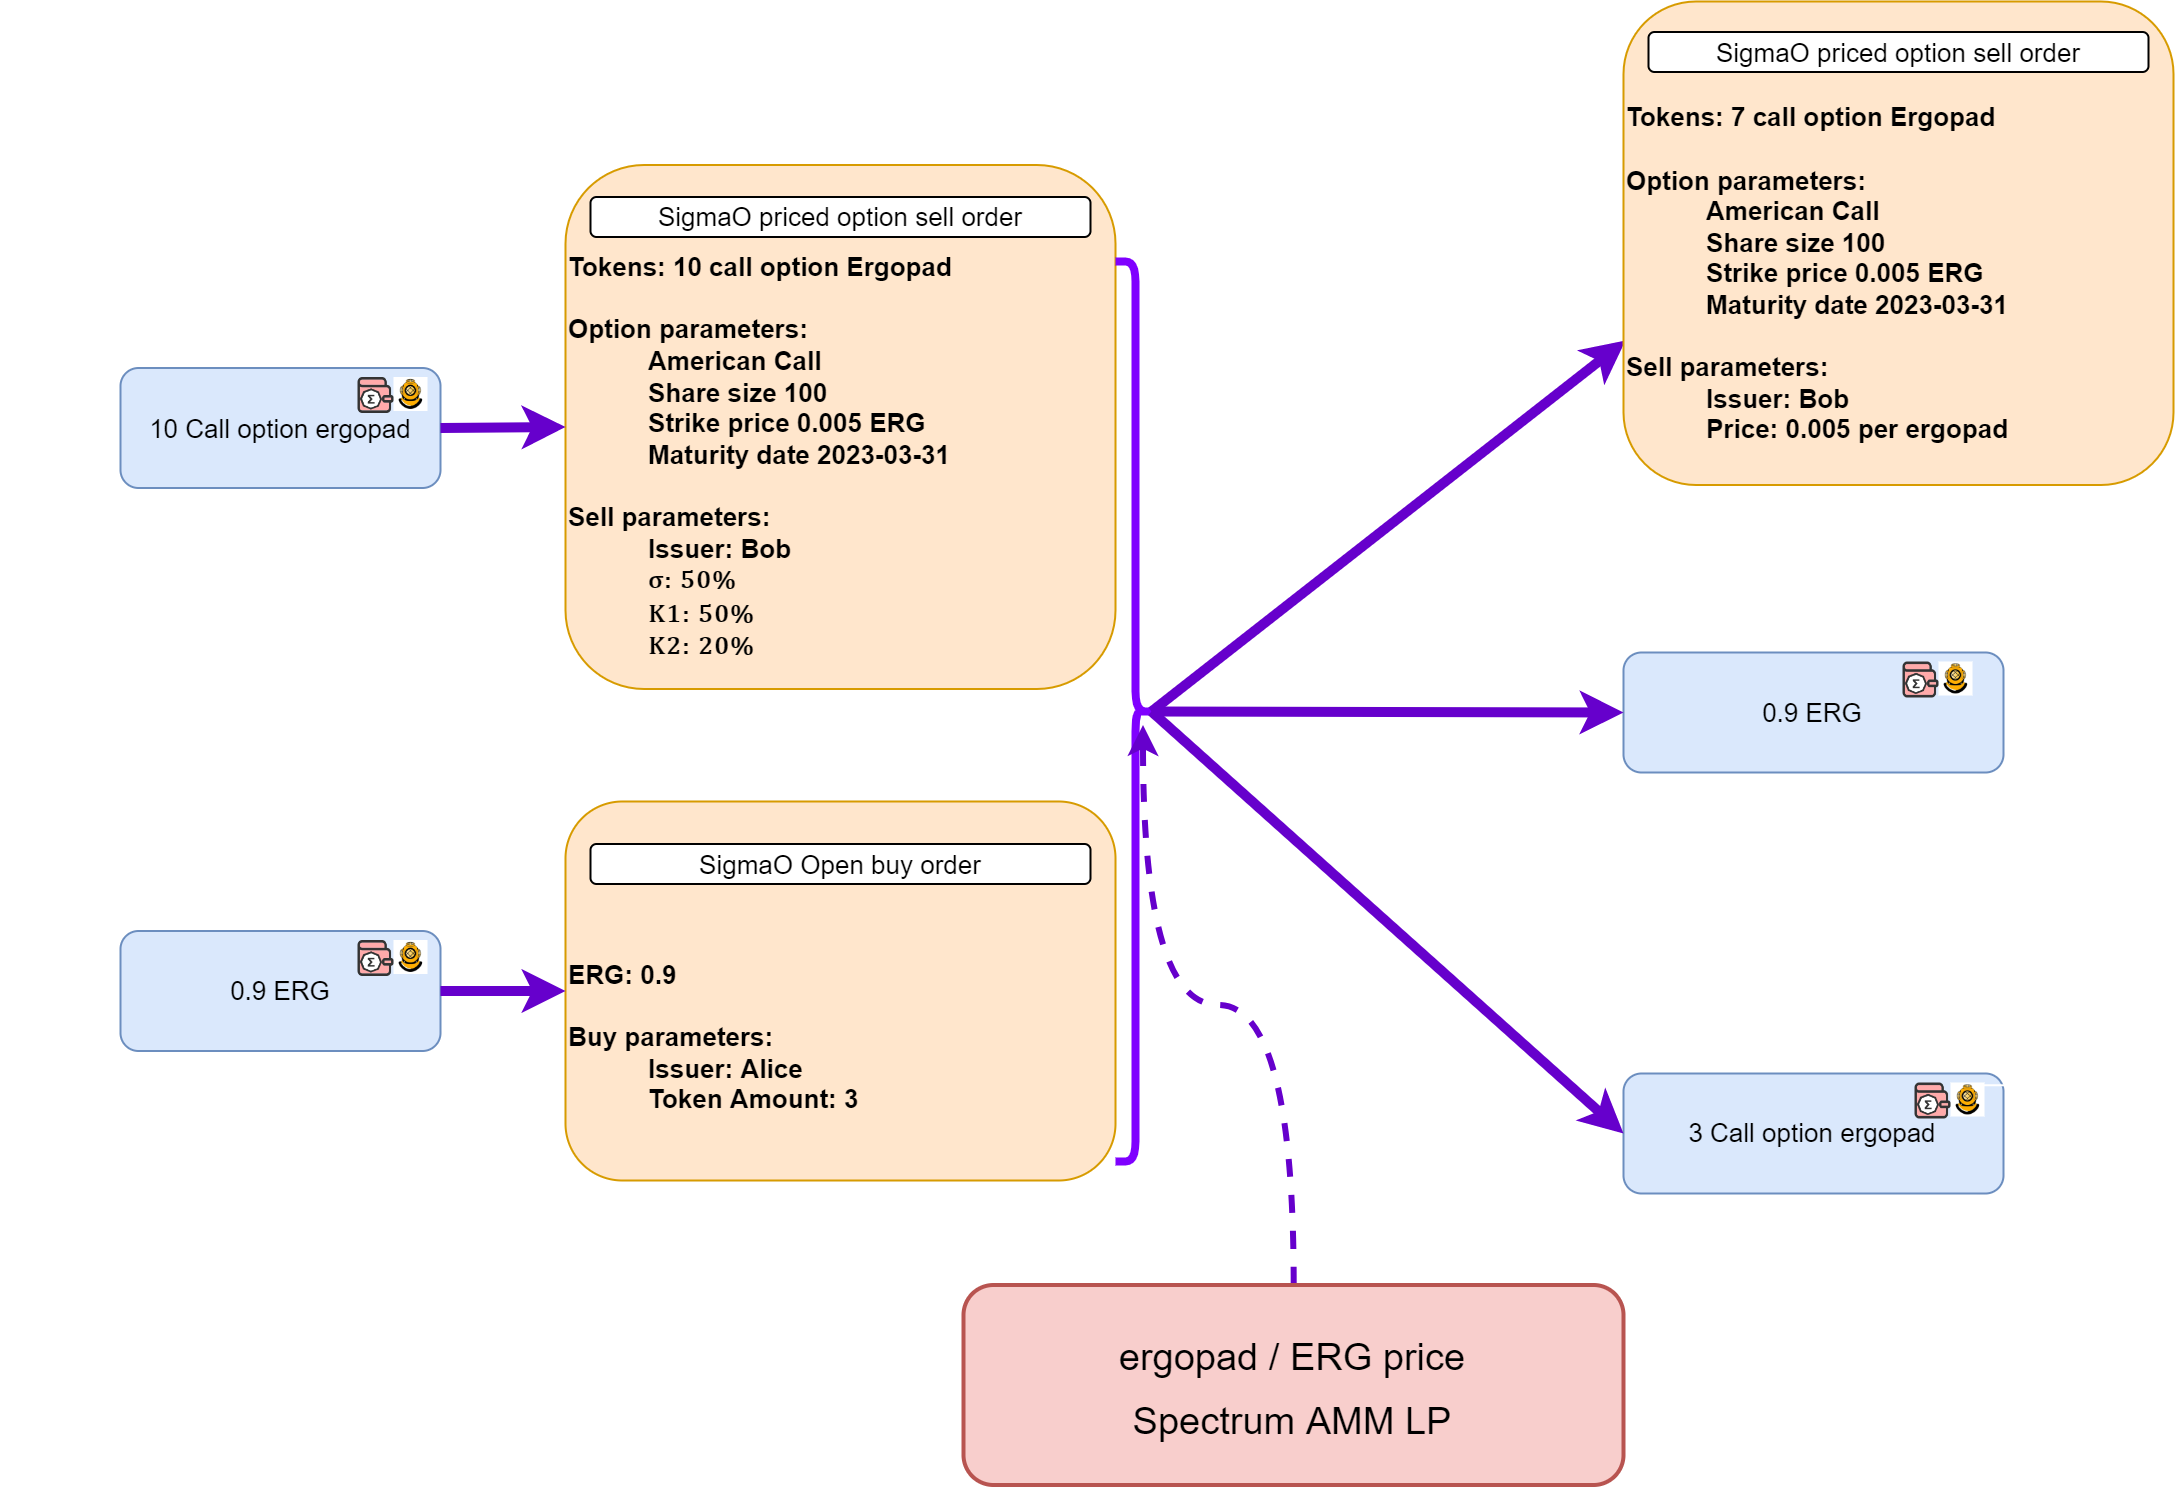 10 Call option ergopad
SigmaO priced option sell order
Tokens: 10 call option Ergopad
Option parameters:
American Call
Share size 100
Strike price 0.005 ERG
Maturity date 2023-03-31
Sell parameters:
Issuer: Bob
σ: 50%
K1: 50%
K2: 20%
0.9 ERG
SigmaO Open buy order
ERG: 0.9
Buy parameters:
Issuer: Alice
Token Amount: 3
SigmaO priced option sell order
Tokens: 7 call option Ergopad
Option parameters:
American Call
Share size 100
Strike price 0.005 ERG
Maturity date 2023-03-31
Sell parameters:
Issuer: Bob
Price: 0.005 per ergopad
0.9 ERG
3 Call option ergopad
ergopad / ERG price
Spectrum AMM LP